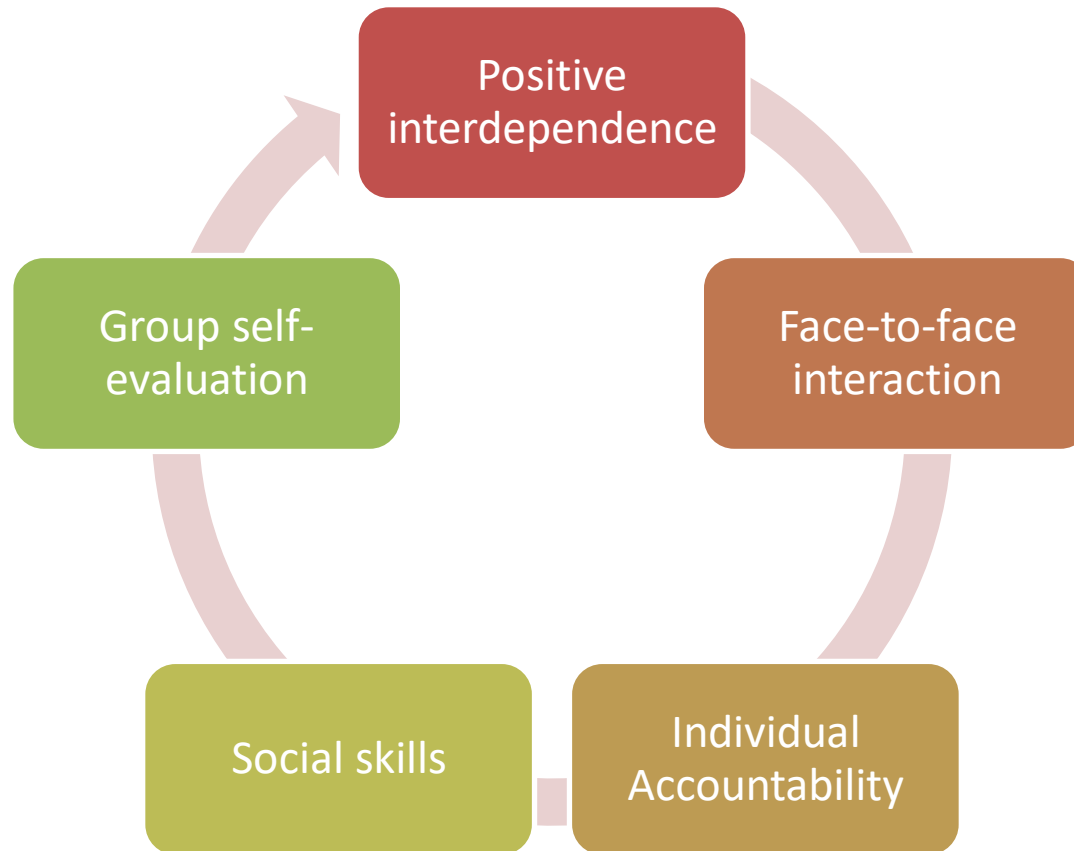 Positive
interdependence
Face-to-face
interaction
Individual
Accountability
Social skills
Group self-
evaluation